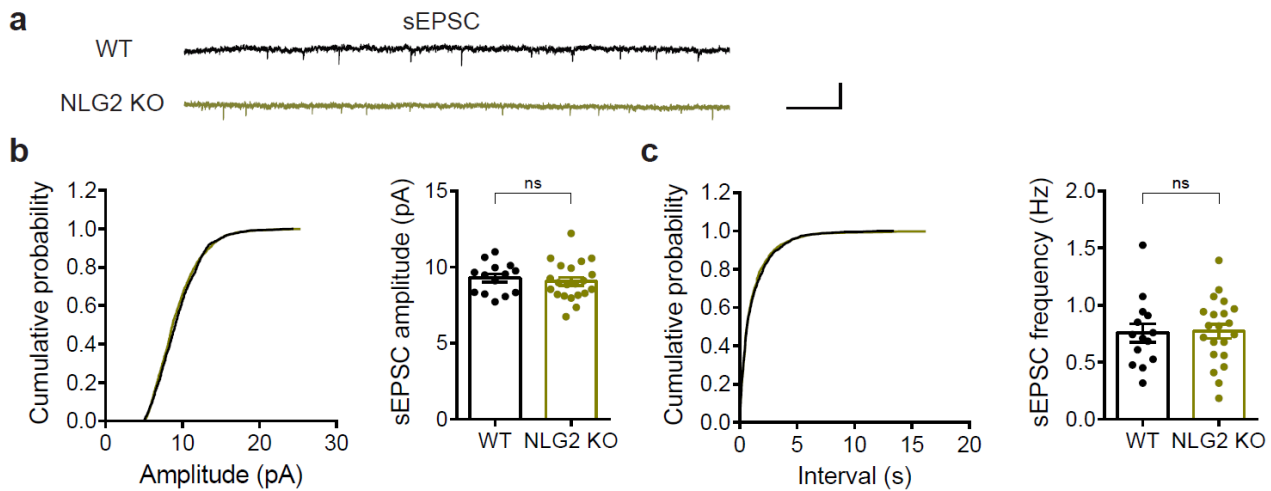 a
sEPSC
WT
NLG2 KO
b
Cumulative probability
1.2
1.0
0.8
0.6
0.4
0.2
0.0
0
10
20
30
Amplitude (pA)
sEPSC amplitude (pA)
15
10
5
0
ns
WT
NLG2 KO
c
Cumulative probability
1.2
1.0
0.8
0.6
0.4
0.2
0.0
0
5
10
15
20
Interval (s)
sEPSC frequency (Hz)
2.0
1.5
1.0
0.5
0.0
ns
WT
NLG2 KO